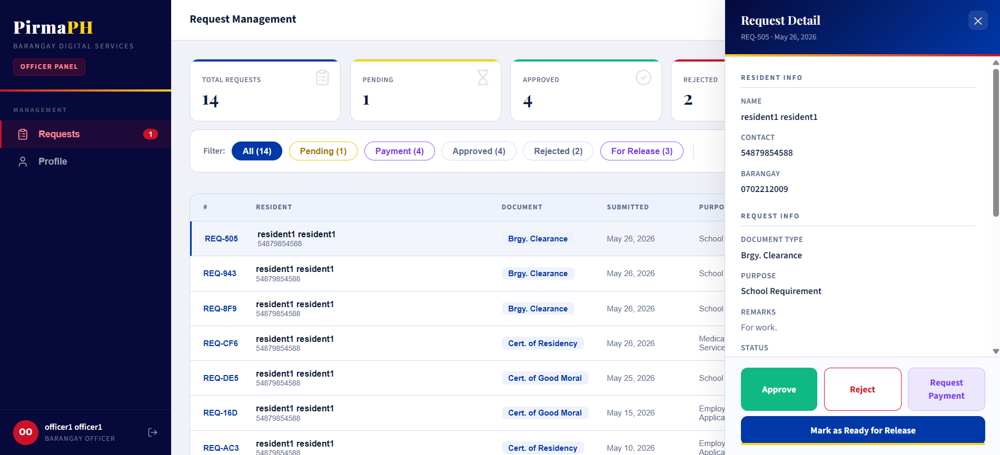 PirmaPH
BARANGAY DIGITAL SERVICES
OFFICER PANEL
MANAGEMENT
Requests 1
Profile
OO
officer1 officer1
BARANGAY OFFICER
Request Management
TOTAL REQUESTS
14
PENDING
1
APPROVED
4
REJECTED
2
Filter: All (14) Pending (1) Payment (4) Approved (4) Rejected (2) For Release (3)
# RESIDENT DOCUMENT SUBMITTED PURPO
REQ-505 resident1 resident1 Brgy. Clearance May 26, 2026 School
54879854588
REQ-943 resident1 resident1 Brgy. Clearance May 26, 2026 School
54879854588
REQ-8F9 resident1 resident1 Brgy. Clearance May 26, 2026 School
54879854588
REQ-CF6 resident1 resident1 Cert. of Residency May 26, 2026 Medica
54879854588 Service
REQ-DE5 resident1 resident1 Cert. of Good Moral May 25, 2026 School
54879854588
REQ-16D resident1 resident1 Cert. of Good Moral May 15, 2026 Employ
54879854588 Applica
REQ-AC3 resident1 resident1 Cert. of Residency May 10, 2026 Employ
54879854588 Applica
Request Detail
REQ-505 · May 26, 2026
RESIDENT INFO
NAME
resident1 resident1
CONTACT
54879854588
BARANGAY
0702212009
REQUEST INFO
DOCUMENT TYPE
Brgy. Clearance
PURPOSE
School Requirement
REMARKS
For work.
STATUS
Approve
Reject
Request
Payment
Mark as Ready for Release